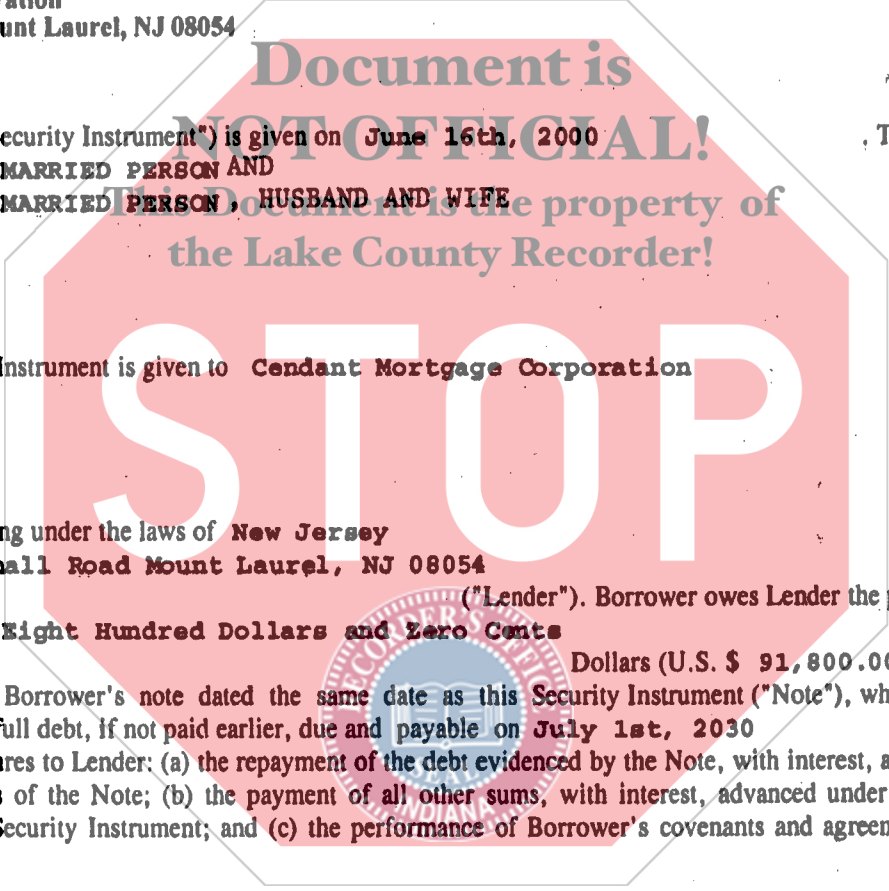 unt Laurel, NJ 08054
Document is
NOT OFFICIAL!
ecurity Instrument") is given on June 16th, 2000 . T
MARRIED PERSON AND
MARRIED PERSON , HUSBAND AND WIFE
This Document is the property of
the Lake County Recorder!
Instrument is given to Cendant Mortgage Corporation
STOP
ng under the laws of New Jersey
all Road Mount Laurel, NJ 08054
("Lender"). Borrower owes Lender the p
Eight Hundred Dollars and Zero Cents
Dollars (U.S. $ 91,800.00
Borrower's note dated the same date as this Security Instrument ("Note"), wh
full debt, if not paid earlier, due and payable on July 1st, 2030
res to Lender: (a) the repayment of the debt evidenced by the Note, with interest, a
s of the Note; (b) the payment of all other sums, with interest, advanced under
Security Instrument; and (c) the performance of Borrower's covenants and agreem
RECORDER'S OFFICE
SEAL
INDIANA